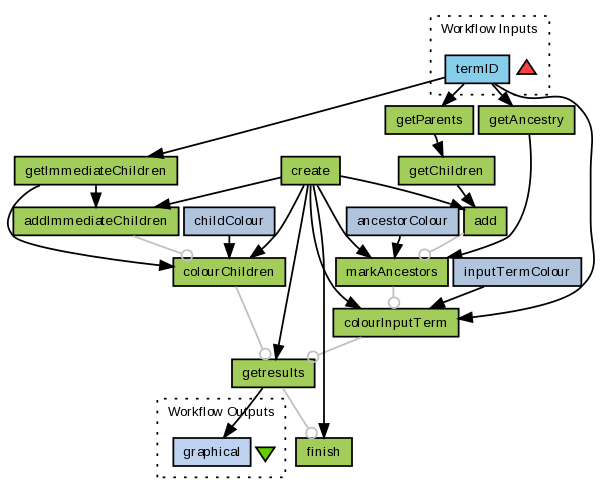 Workflow Inputs
termID
getParents
getAncestry
getImmediateChildren
create
getChildren
addImmediateChildren
childColour
ancestorColour
add
colourChildren
markAncestors
inputTermColour
colourInputTerm
getresults
Workflow Outputs
graphical
finish